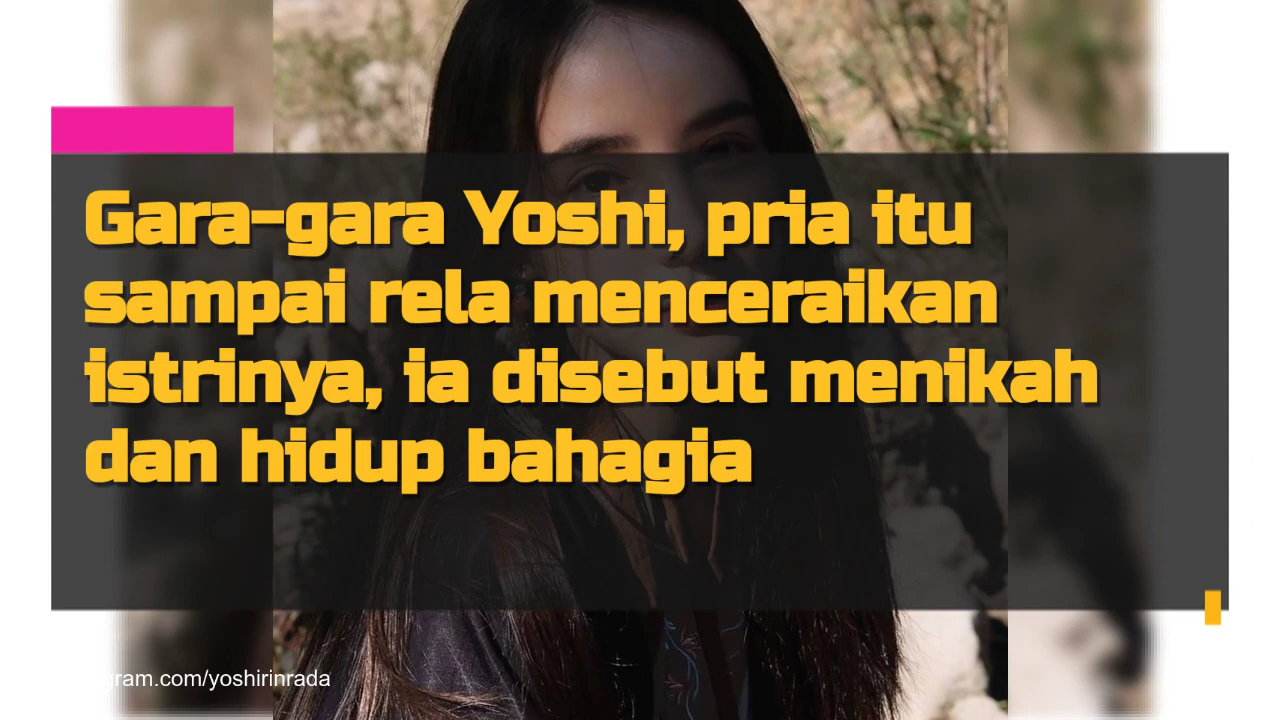 Gara-gara Yoshi, pria itu
sampai rela menceraikan
istrinya, ia disebut menikah
dan hidup bahagia
gram.com/yoshirinrada